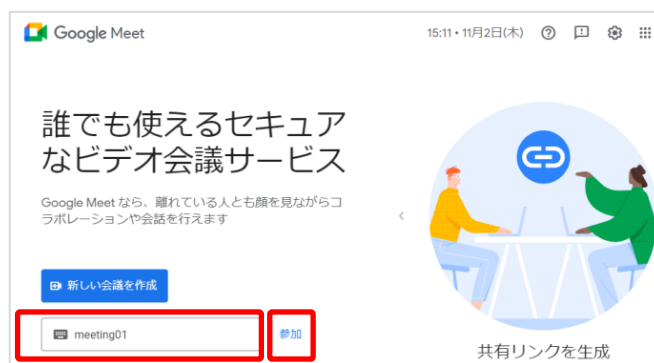 Google Meet
15:11 • 11月2日(木)
誰でも使えるセキュア
なビデオ会議サービス
Google Meet なら、離れている人とも顔を見ながらコ
ラボレーションや会話を行えます
新しい会議を作成
meeting01
参加
共有リンクを生成